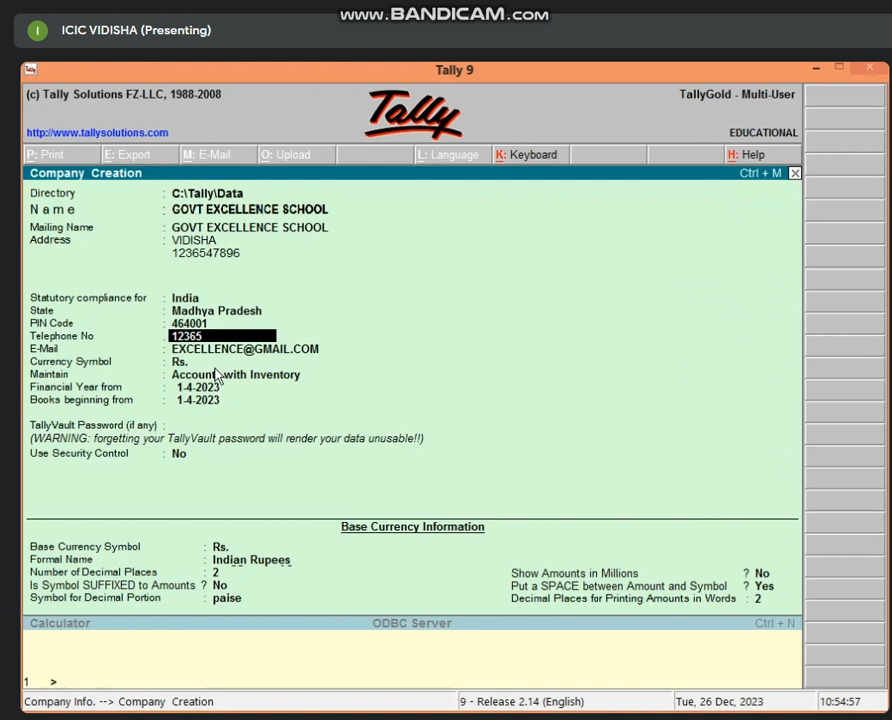 WWW.BANDICAM.COM
I ICIC VIDISHA (Presenting)
Tally 9
(c) Tally Solutions FZ-LLC, 1988-2008
Tally
TallyGold - Multi-User
http://www.tallysolutions.com
EDUCATIONAL
P: Print E: Export M: E-Mail O: Upload L: Language K: Keyboard H: Help
Company Creation Ctrl + M
Directory : C:\Tally\Data
Name : GOVT EXCELLENCE SCHOOL
Mailing Name : GOVT EXCELLENCE SCHOOL
Address : VIDISHA
1236547896
Statutory compliance for : India
State : Madhya Pradesh
PIN Code : 464001
Telephone No : 12365
E-Mail : EXCELLENCE@GMAIL.COM
Currency Symbol : Rs.
Maintain : Accounts with Inventory
Financial Year from : 1-4-2023
Books beginning from : 1-4-2023
TallyVault Password (if any) :
(WARNING: forgetting your TallyVault password will render your data unusable!!)
Use Security Control : No
Base Currency Information
Base Currency Symbol : Rs.
Formal Name : Indian Rupees
Number of Decimal Places : 2
Is Symbol SUFFIXED to Amounts ? No
Symbol for Decimal Portion : paise
Show Amounts in Millions ? No
Put a SPACE between Amount and Symbol ? Yes
Decimal Places for Printing Amounts in Words : 2
Calculator ODBC Server Ctrl + N
1 >
Company Info. --> Company Creation 9 - Release 2.14 (English) Tue, 26 Dec, 2023 10:54:57